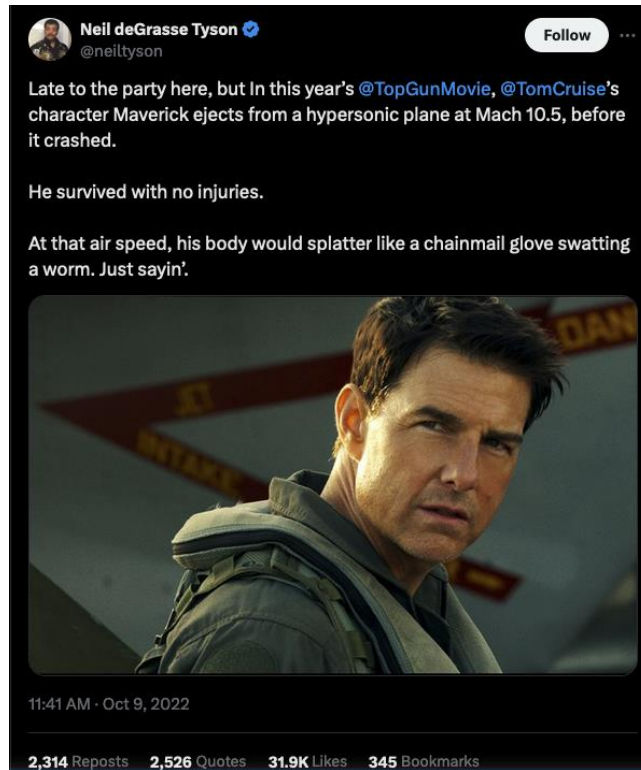 Neil deGrasse Tyson
@neiltyson
Follow
Late to the party here, but In this year’s @TopGunMovie, @TomCruise’s
character Maverick ejects from a hypersonic plane at Mach 10.5, before
it crashed.
He survived with no injuries.
At that air speed, his body would splatter like a chainmail glove swatting
a worm. Just sayin’.
DAN
JET
INTAKE
11:41 AM · Oct 9, 2022
2,314 Reposts 2,526 Quotes 31.9K Likes 345 Bookmarks